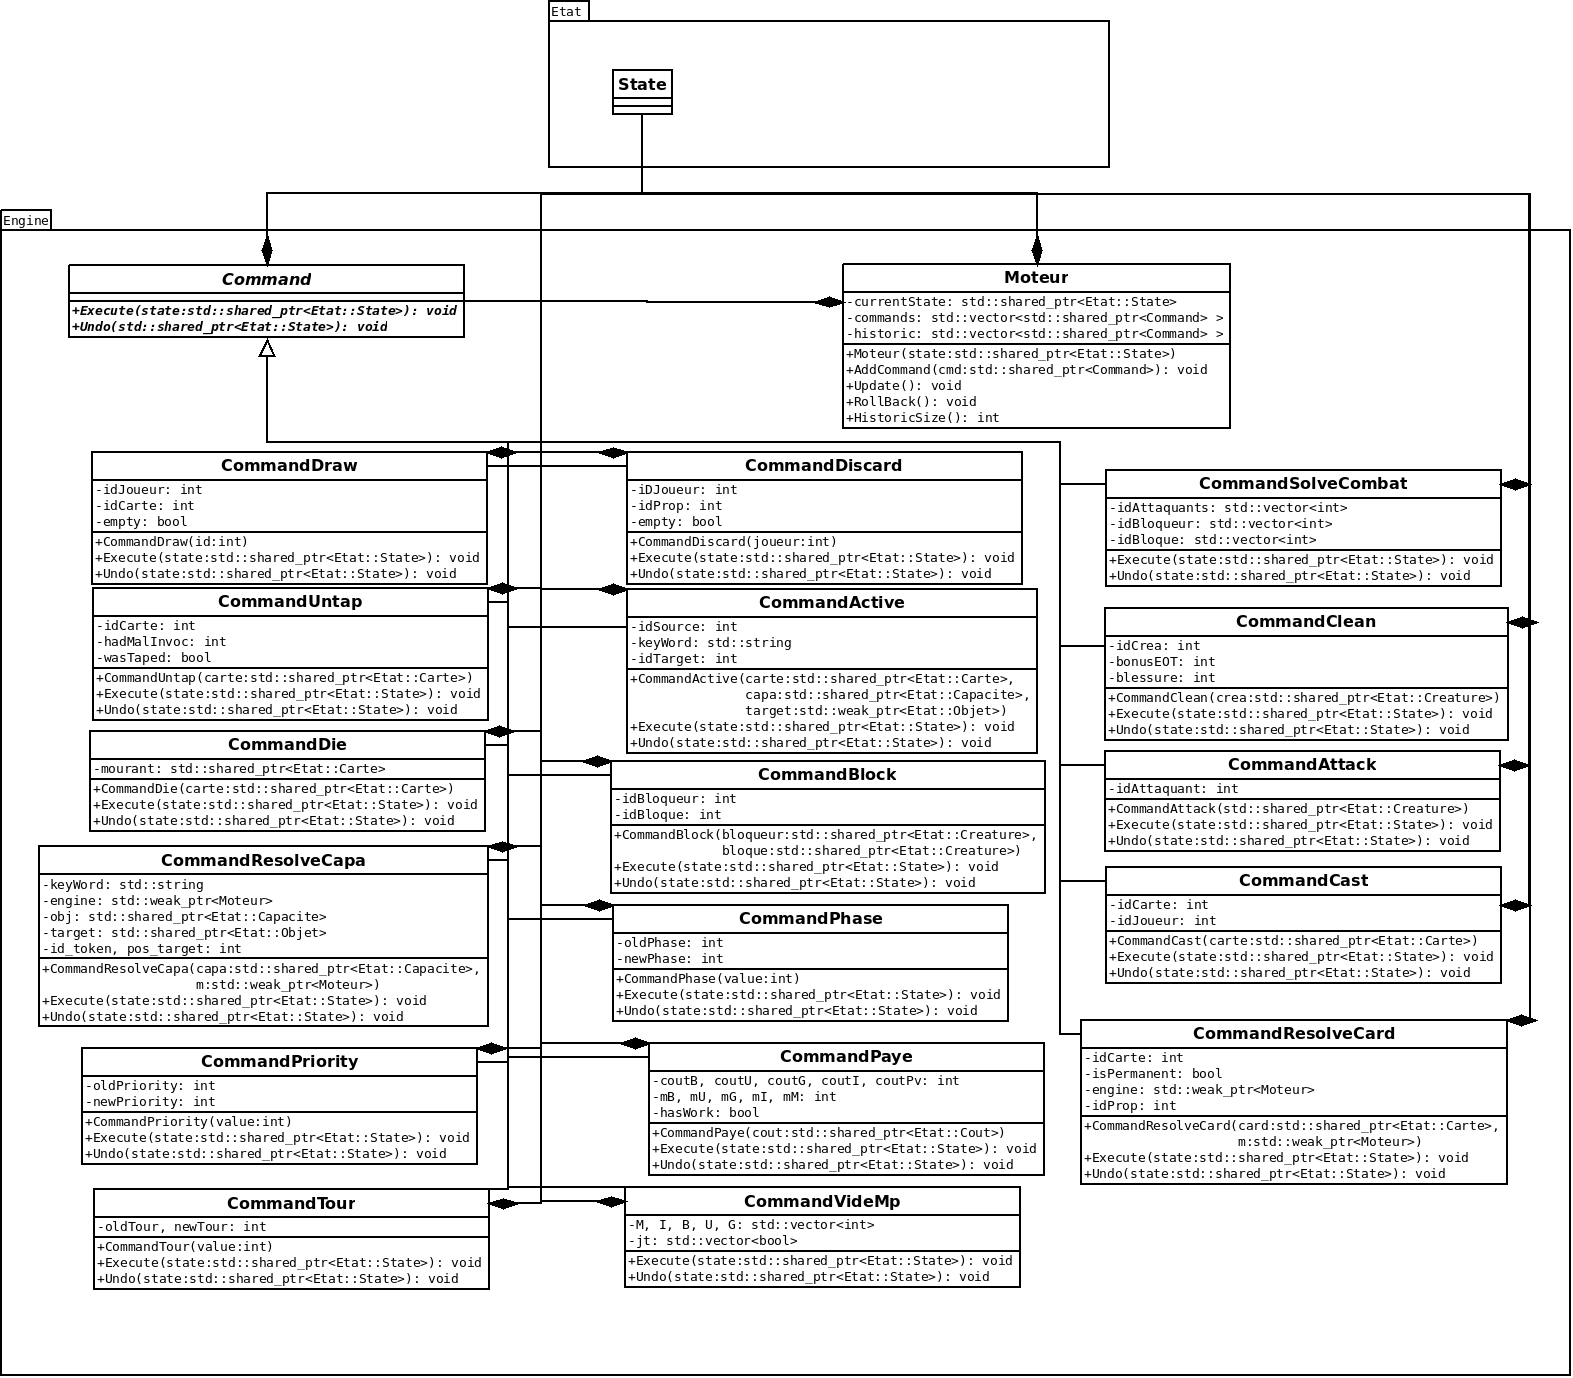 Etat
State
Engine
Command
+Execute(state:std::shared_ptr<Etat::State>): void
+Undo(std::shared_ptr<Etat::State>): void
Moteur
-currentState: std::shared_ptr<Etat::State>
-commands: std::vector<std::shared_ptr<Command> >
-historic: std::vector<std::shared_ptr<Command> >
+Moteur(state:std::shared_ptr<Etat::State>)
+AddCommand(cmd:std::shared_ptr<Command>): void
+Update(): void
+RollBack(): void
+HistoricSize(): int
CommandDraw
-idJoueur: int
-idCarte: int
-empty: bool
+CommandDraw(id:int)
+Execute(state:std::shared_ptr<Etat::State>): void
+Undo(state:std::shared_ptr<Etat::State>): void
CommandDiscard
-iDJoueur: int
-idProp: int
-empty: bool
+CommandDiscard(joueur:int)
+Execute(state:std::shared_ptr<Etat::State>): void
+Undo(state:std::shared_ptr<Etat::State>): void
CommandSolveCombat
-idAttaquants: std::vector<int>
-idBloqueur: std::vector<int>
-idBloque: std::vector<int>
+Execute(state:std::shared_ptr<Etat::State>): void
+Undo(state:std::shared_ptr<Etat::State>): void
CommandUntap
-idCarte: int
-hadMalInvoc: int
-wasTaped: bool
+CommandUntap(carte:std::shared_ptr<Etat::Carte>)
+Execute(state:std::shared_ptr<Etat::State>): void
+Undo(state:std::shared_ptr<Etat::State>): void
CommandActive
-idSource: int
-keyWord: std::string
-idTarget: int
+CommandActive(carte:std::shared_ptr<Etat::Carte>,
capa:std::shared_ptr<Etat::Capacite>,
target:std::weak_ptr<Etat::Objet>)
+Execute(state:std::shared_ptr<Etat::State>): void
+Undo(state:std::shared_ptr<Etat::State>): void
CommandClean
-idCrea: int
-bonusEOT: int
-blessure: int
+CommandClean(crea:std::shared_ptr<Etat::Creature>)
+Execute(state:std::shared_ptr<Etat::State>): void
+Undo(state:std::shared_ptr<Etat::State>): void
CommandDie
-mourant: std::shared_ptr<Etat::Carte>
+CommandDie(carte:std::shared_ptr<Etat::Carte>)
+Execute(state:std::shared_ptr<Etat::State>): void
+Undo(state:std::shared_ptr<Etat::State>): void
CommandBlock
-idBloqueur: int
-idBloque: int
+CommandBlock(bloqueur:std::shared_ptr<Etat::Creature>,
bloque:std::shared_ptr<Etat::Creature>)
+Execute(state:std::shared_ptr<Etat::State>): void
+Undo(state:std::shared_ptr<Etat::State>): void
CommandAttack
-idAttaquant: int
+CommandAttack(std::shared_ptr<Etat::Creature>)
+Execute(state:std::shared_ptr<Etat::State>): void
+Undo(state:std::shared_ptr<Etat::State>): void
CommandResolveCapa
-keyWord: std::string
-engine: std::weak_ptr<Moteur>
-obj: std::shared_ptr<Etat::Capacite>
-target: std::shared_ptr<Etat::Objet>
-id_token, pos_target: int
+CommandResolveCapa(capa:std::shared_ptr<Etat::Capacite>,
m:std::weak_ptr<Moteur>)
+Execute(state:std::shared_ptr<Etat::State>): void
+Undo(state:std::shared_ptr<Etat::State>): void
CommandPhase
-oldPhase: int
-newPhase: int
+CommandPhase(value:int)
+Execute(state:std::shared_ptr<Etat::State>): void
+Undo(state:std::shared_ptr<Etat::State>): void
CommandCast
-idCarte: int
-idJoueur: int
+CommandCast(carte:std::shared_ptr<Etat::Carte>)
+Execute(state:std::shared_ptr<Etat::State>): void
+Undo(state:std::shared_ptr<Etat::State>): void
CommandPriority
-oldPriority: int
-newPriority: int
+CommandPriority(value:int)
+Execute(state:std::shared_ptr<Etat::State>): void
+Undo(state:std::shared_ptr<Etat::State>): void
CommandPaye
-coutB, coutU, coutG, coutI, coutPv: int
-mB, mU, mG, mI, mM: int
-hasWork: bool
+CommandPaye(cout:std::shared_ptr<Etat::Cout>)
+Execute(state:std::shared_ptr<Etat::State>): void
+Undo(state:std::shared_ptr<Etat::State>): void
CommandResolveCard
-idCarte: int
-isPermanent: bool
-engine: std::weak_ptr<Moteur>
-idProp: int
+CommandResolveCard(card:std::shared_ptr<Etat::Carte>,
m:std::weak_ptr<Moteur>)
+Execute(state:std::shared_ptr<Etat::State>): void
+Undo(state:std::shared_ptr<Etat::State>): void
CommandTour
-oldTour, newTour: int
+CommandTour(value:int)
+Execute(state:std::shared_ptr<Etat::State>): void
+Undo(state:std::shared_ptr<Etat::State>): void
CommandVideMp
-M, I, B, U, G: std::vector<int>
-jt: std::vector<bool>
+Execute(state:std::shared_ptr<Etat::State>): void
+Undo(state:std::shared_ptr<Etat::State>): void